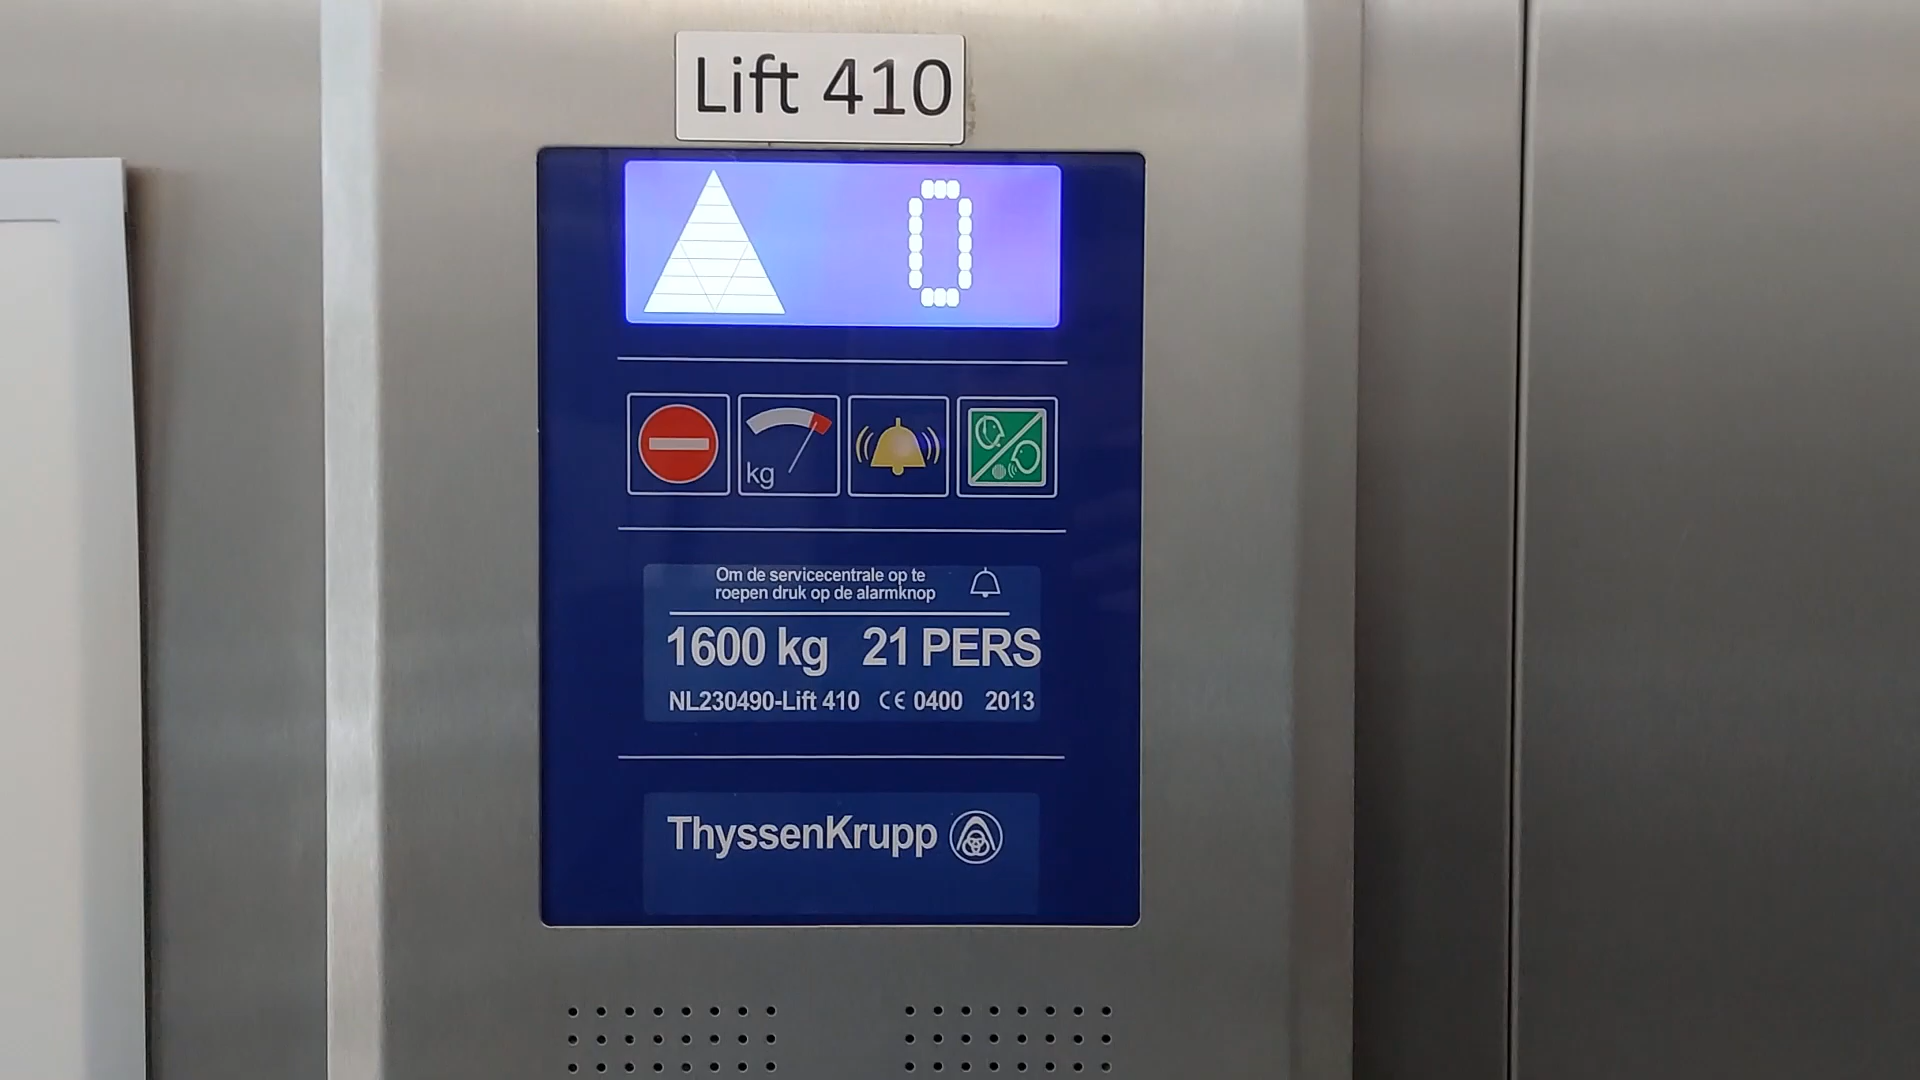 Lift 410
0
kg
Om de servicecentrale op te
roepen druk op de alarmknop
1600 kg 21 PERS
NL230490-Lift 410 CE 0400 2013
ThyssenKrupp